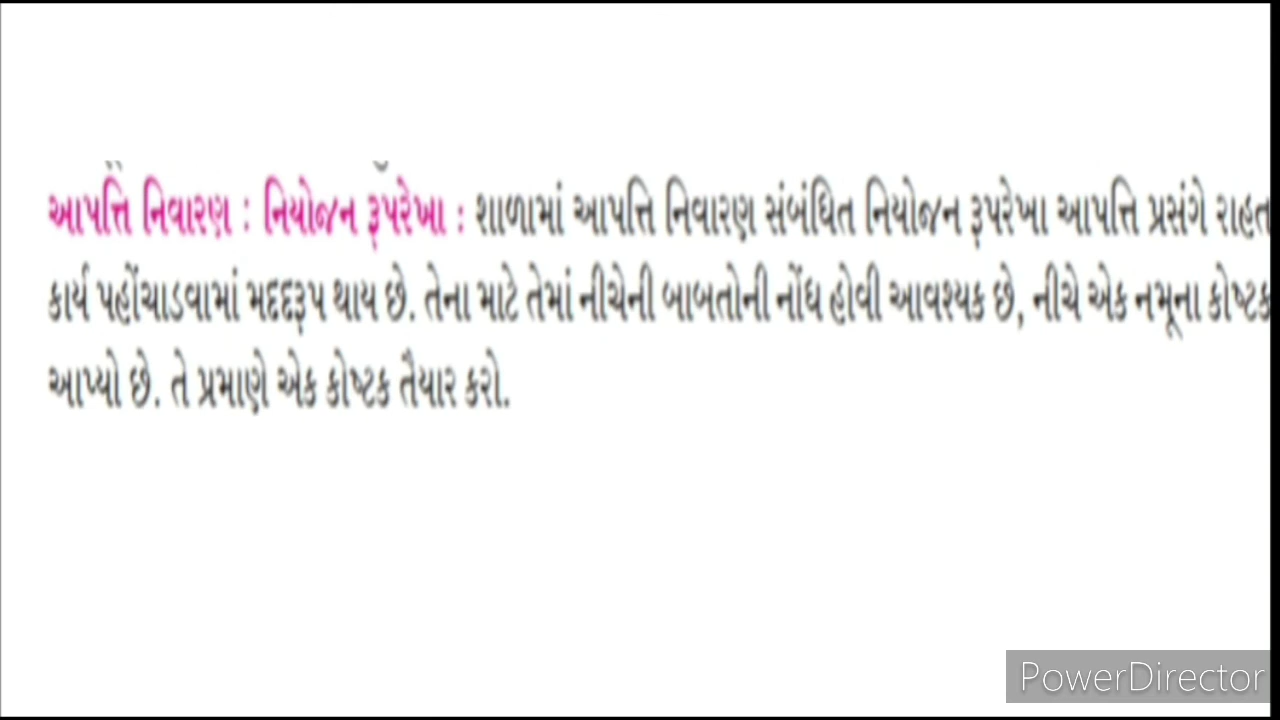 આપત્તિ નિવારણ : નિયોજન રૂપરેખા : શાળામાં આપત્તિ નિવારણ સંબંધિત નિયોજન રૂપરેખા આપત્તિ પ્રસંગે રાહત
કાર્ય પહોંચાડવામાં મદદરૂપ થાય છે. તેના માટે તેમાં નીચેની બાબતોની નોંધ હોવી આવશ્યક છે, નીચે એક નમૂના કોષ્ટક
આપ્યો છે. તે પ્રમાણે એક કોષ્ટક તૈયાર કરો.
PowerDirector